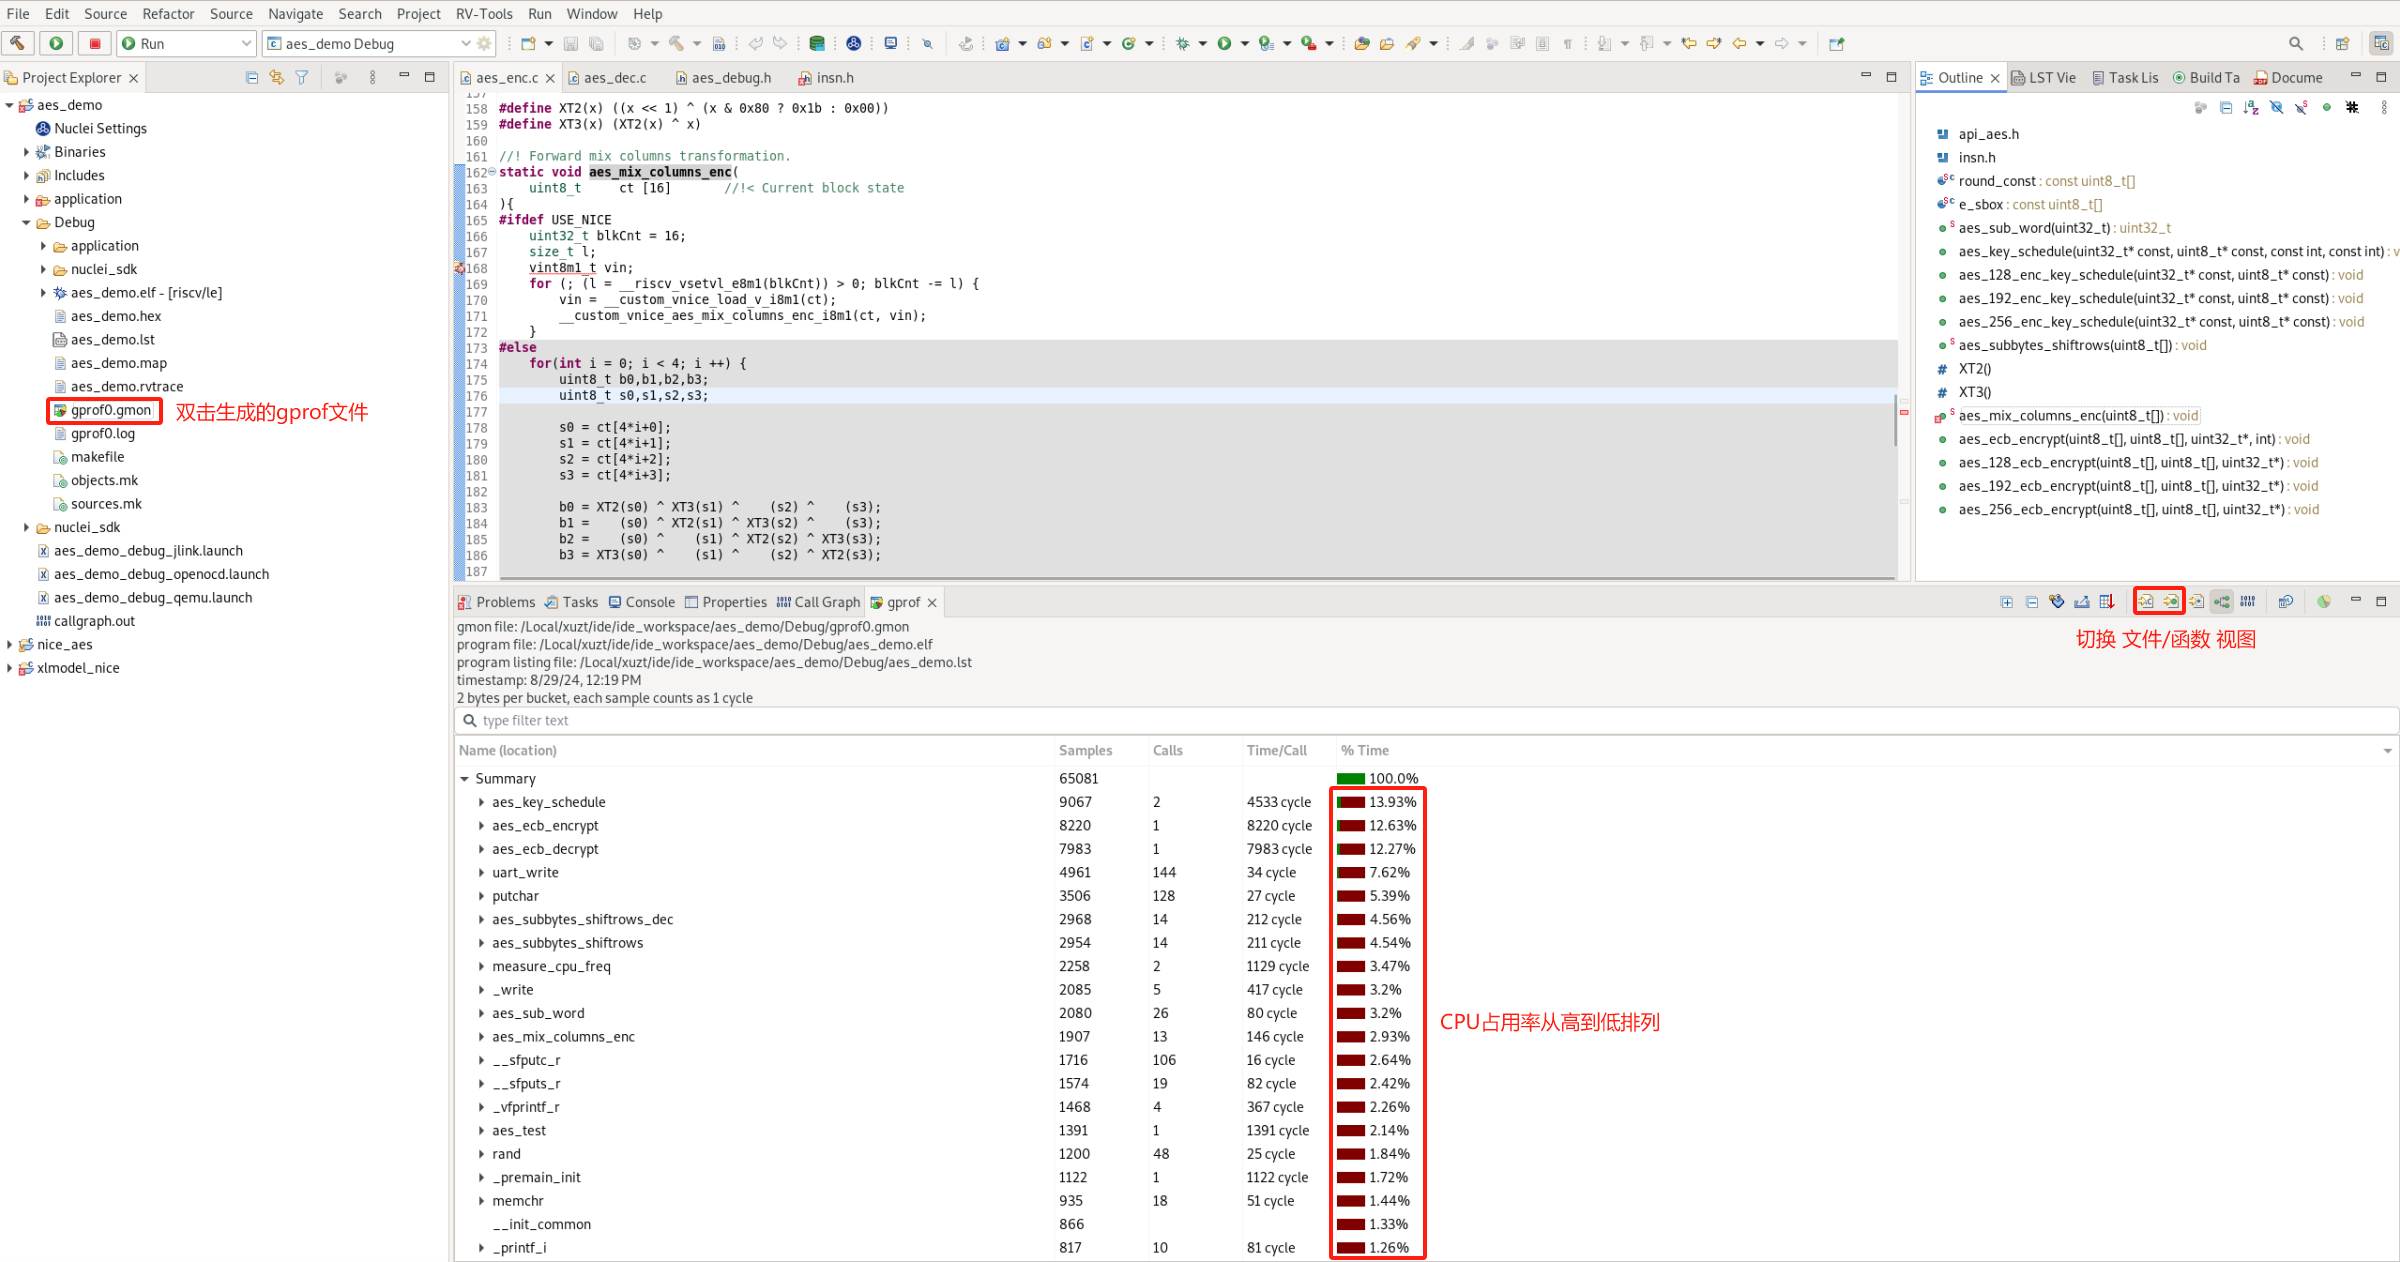 File Edit Source Refactor Source Navigate Search Project RV-Tools Run Window Help
Run aes_demo Debug
Project Explorer
aes_demo
Nuclei Settings
Binaries
Includes
application
Debug
application
nuclei_sdk
aes_demo.elf - [riscv/le]
aes_demo.hex
aes_demo.lst
aes_demo.map
aes_demo.rvtrace
gprof0.gmon 双击生成的gprof文件
gprof0.log
makefile
objects.mk
sources.mk
nuclei_sdk
aes_demo_debug_jlink.launch
aes_demo_debug_openocd.launch
aes_demo_debug_qemu.launch
callgraph.out
nice_aes
xlmodel_nice
aes_enc.c aes_dec.c aes_debug.h insn.h
157
158 #define XT2(x) ((x << 1) ^ (x & 0x80 ? 0x1b : 0x00))
159 #define XT3(x) (XT2(x) ^ x)
160
161 //! Forward mix columns transformation.
162 static void aes_mix_columns_enc(
163     uint8_t     ct [16]       //!< Current block state
164 ){
165 #ifdef USE_NICE
166     uint32_t blkCnt = 16;
167     size_t l;
168     vint8m1_t vin;
169     for (; (l = __riscv_vsetvl_e8m1(blkCnt)) > 0; blkCnt -= l) {
170         vin = __custom_vnice_load_v_i8m1(ct);
171         __custom_vnice_aes_mix_columns_enc_i8m1(ct, vin);
172     }
173 #else
174     for(int i = 0; i < 4; i ++) {
175         uint8_t b0,b1,b2,b3;
176         uint8_t s0,s1,s2,s3;
177
178         s0 = ct[4*i+0];
179         s1 = ct[4*i+1];
180         s2 = ct[4*i+2];
181         s3 = ct[4*i+3];
182
183         b0 = XT2(s0) ^ XT3(s1) ^    (s2) ^    (s3);
184         b1 =    (s0) ^ XT2(s1) ^ XT3(s2) ^    (s3);
185         b2 =    (s0) ^    (s1) ^ XT2(s2) ^ XT3(s3);
186         b3 = XT3(s0) ^    (s1) ^    (s2) ^ XT2(s3);
187
Outline LST Vie Task Lis Build Ta Docume
api_aes.h
insn.h
round_const : const uint8_t[]
e_sbox : const uint8_t[]
aes_sub_word(uint32_t) : uint32_t
aes_key_schedule(uint32_t* const, uint8_t* const, const int, const int) : v
aes_128_enc_key_schedule(uint32_t* const, uint8_t* const) : void
aes_192_enc_key_schedule(uint32_t* const, uint8_t* const) : void
aes_256_enc_key_schedule(uint32_t* const, uint8_t* const) : void
aes_subbytes_shiftrows(uint8_t[]) : void
XT2()
XT3()
aes_mix_columns_enc(uint8_t[]) : void
aes_ecb_encrypt(uint8_t[], uint8_t[], uint32_t*, int) : void
aes_128_ecb_encrypt(uint8_t[], uint8_t[], uint32_t*) : void
aes_192_ecb_encrypt(uint8_t[], uint8_t[], uint32_t*) : void
aes_256_ecb_encrypt(uint8_t[], uint8_t[], uint32_t*) : void
Problems Tasks Console Properties Call Graph gprof
切换 文件/函数 视图
gmon file: /Local/xuzt/ide/ide_workspace/aes_demo/Debug/gprof0.gmon
program file: /Local/xuzt/ide/ide_workspace/aes_demo/Debug/aes_demo.elf
program listing file: /Local/xuzt/ide/ide_workspace/aes_demo/Debug/aes_demo.lst
timestamp: 8/29/24, 12:19 PM
2 bytes per bucket, each sample counts as 1 cycle
type filter text
Name (location) Samples Calls Time/Call % Time
Summary 65081 100.0%
aes_key_schedule 9067 2 4533 cycle 13.93%
aes_ecb_encrypt 8220 1 8220 cycle 12.63%
aes_ecb_decrypt 7983 1 7983 cycle 12.27%
uart_write 4961 144 34 cycle 7.62%
putchar 3506 128 27 cycle 5.39%
aes_subbytes_shiftrows_dec 2968 14 212 cycle 4.56%
aes_subbytes_shiftrows 2954 14 211 cycle 4.54%
measure_cpu_freq 2258 2 1129 cycle 3.47%
_write 2085 5 417 cycle 3.2%
aes_sub_word 2080 26 80 cycle 3.2%
CPU占用率从高到低排列
aes_mix_columns_enc 1907 13 146 cycle 2.93%
__sfputc_r 1716 106 16 cycle 2.64%
__sfputs_r 1574 19 82 cycle 2.42%
_vfprintf_r 1468 4 367 cycle 2.26%
aes_test 1391 1 1391 cycle 2.14%
rand 1200 48 25 cycle 1.84%
_premain_init 1122 1 1122 cycle 1.72%
memchr 935 18 51 cycle 1.44%
__init_common 866 1.33%
_printf_i 817 10 81 cycle 1.26%